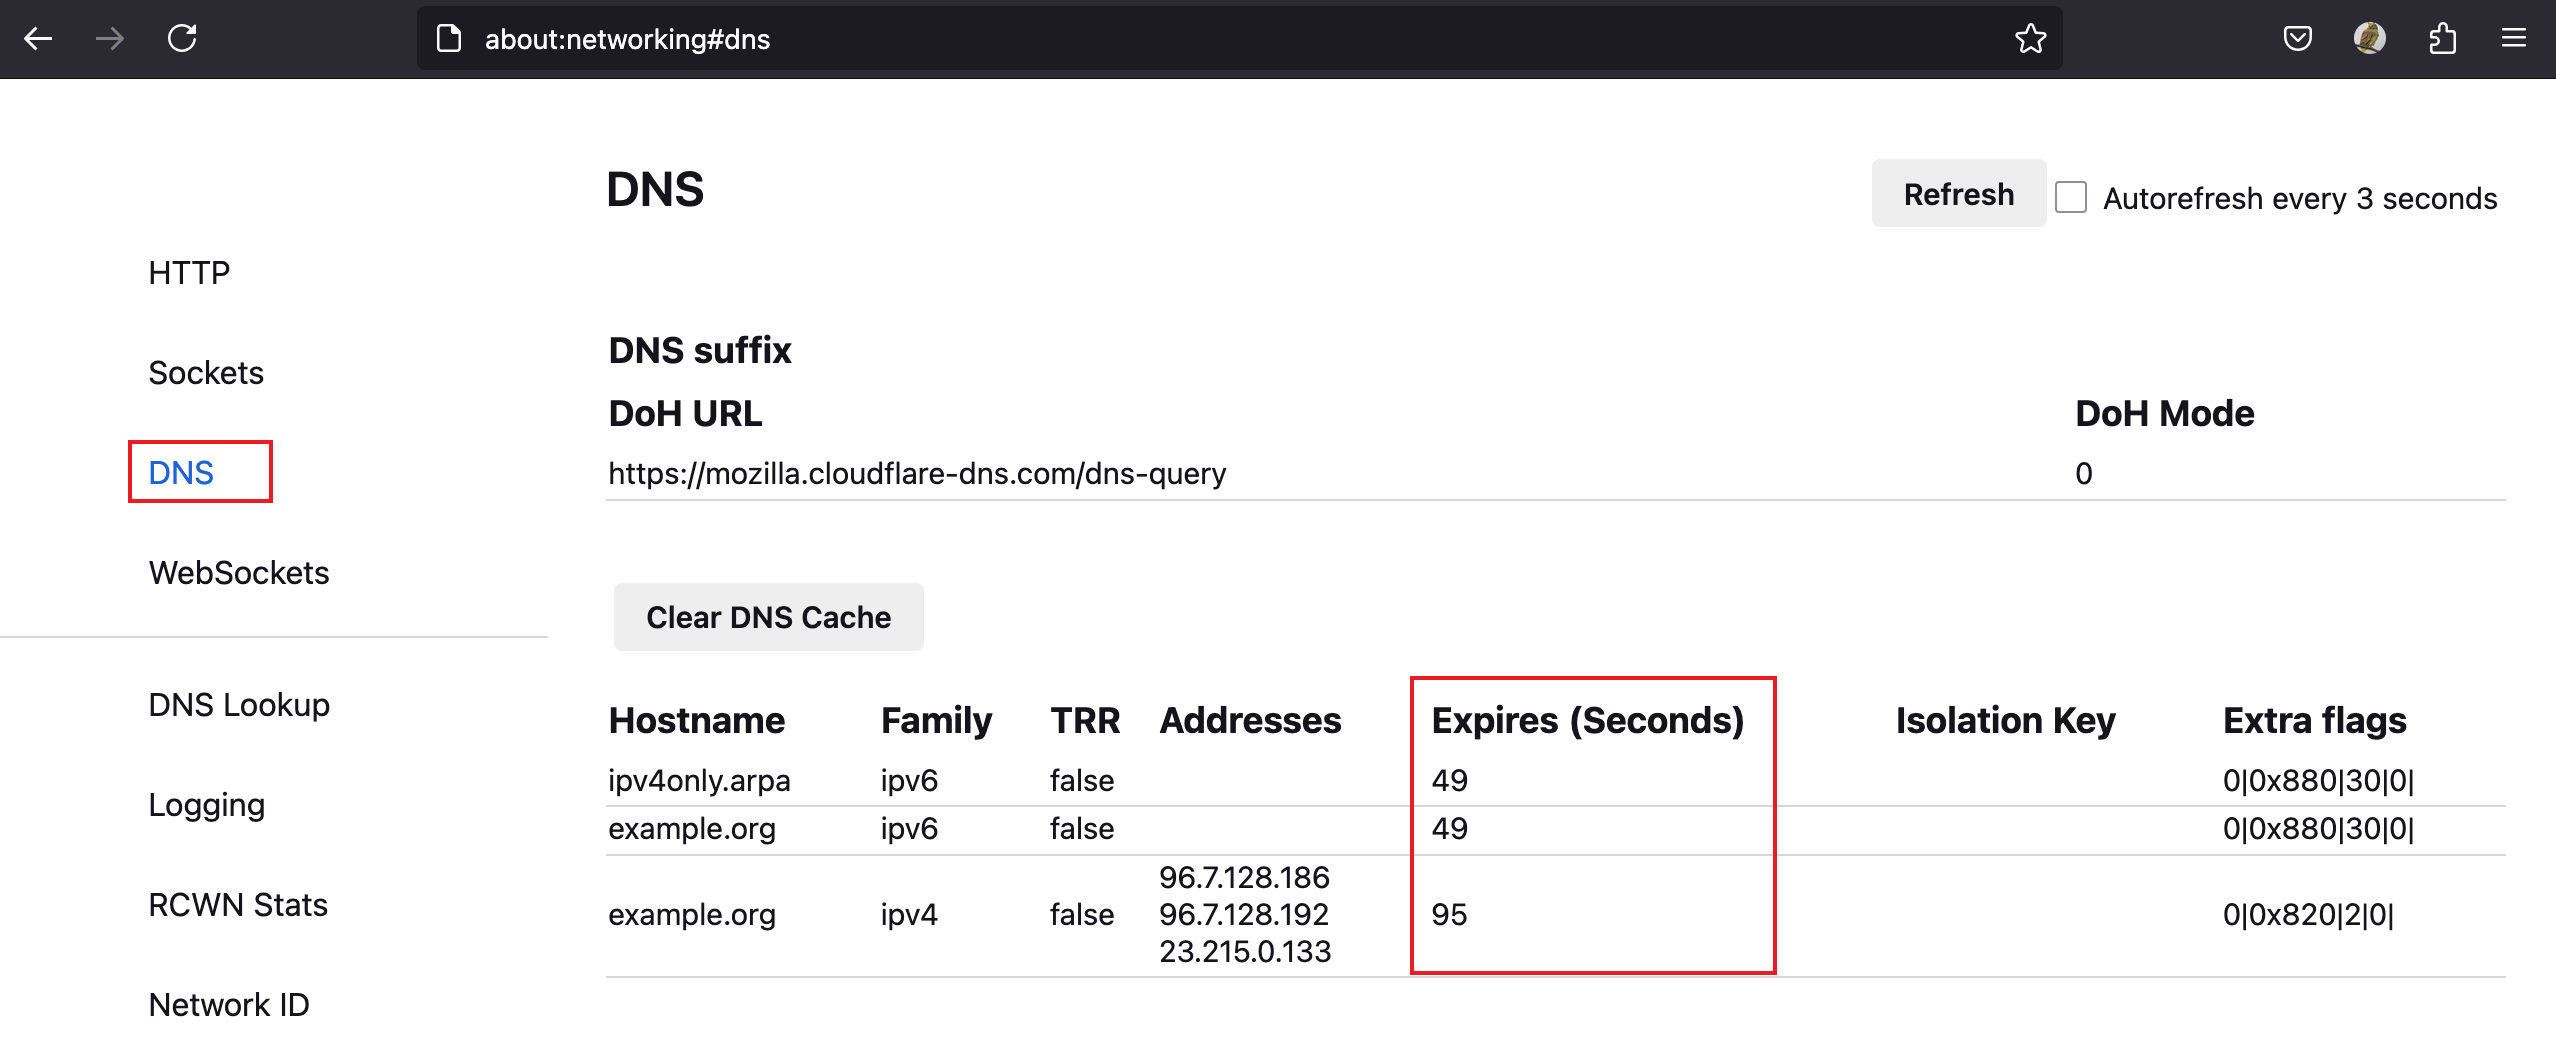 about:networking#dns
DNS
Refresh
Autorefresh every 3 seconds
HTTP
Sockets
DNS
WebSockets
DNS Lookup
Logging
RCWN Stats
Network ID
DNS suffix
DoH URL DoH Mode
https://mozilla.cloudflare-dns.com/dns-query 0
Clear DNS Cache
Hostname Family TRR Addresses Expires (Seconds) Isolation Key Extra flags
ipv4only.arpa ipv6 false 49 0|0x880|30|0|
example.org ipv6 false 49 0|0x880|30|0|
example.org ipv4 false 96.7.128.186 95 0|0x820|2|0|
96.7.128.192
23.215.0.133